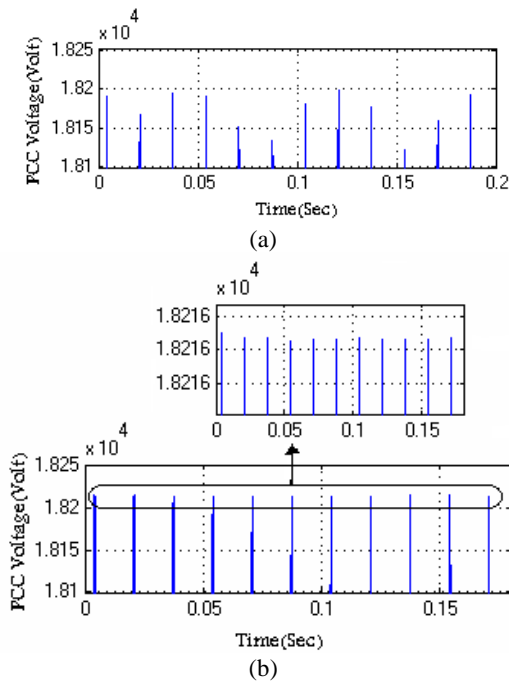 x 10 4
1.825
1.82
1.815
1.81
PCC Voltage(Volt)
0 0.05 0.1 0.15 0.2
Time(Sec)
(a)
x 10 4
1.8216
1.8216
1.8216
0 0.05 0.1 0.15
x 10 4
1.825
1.82
1.815
1.81
PCC Voltage(Volt)
0 0.05 0.1 0.15
Time(Sec)
(b)